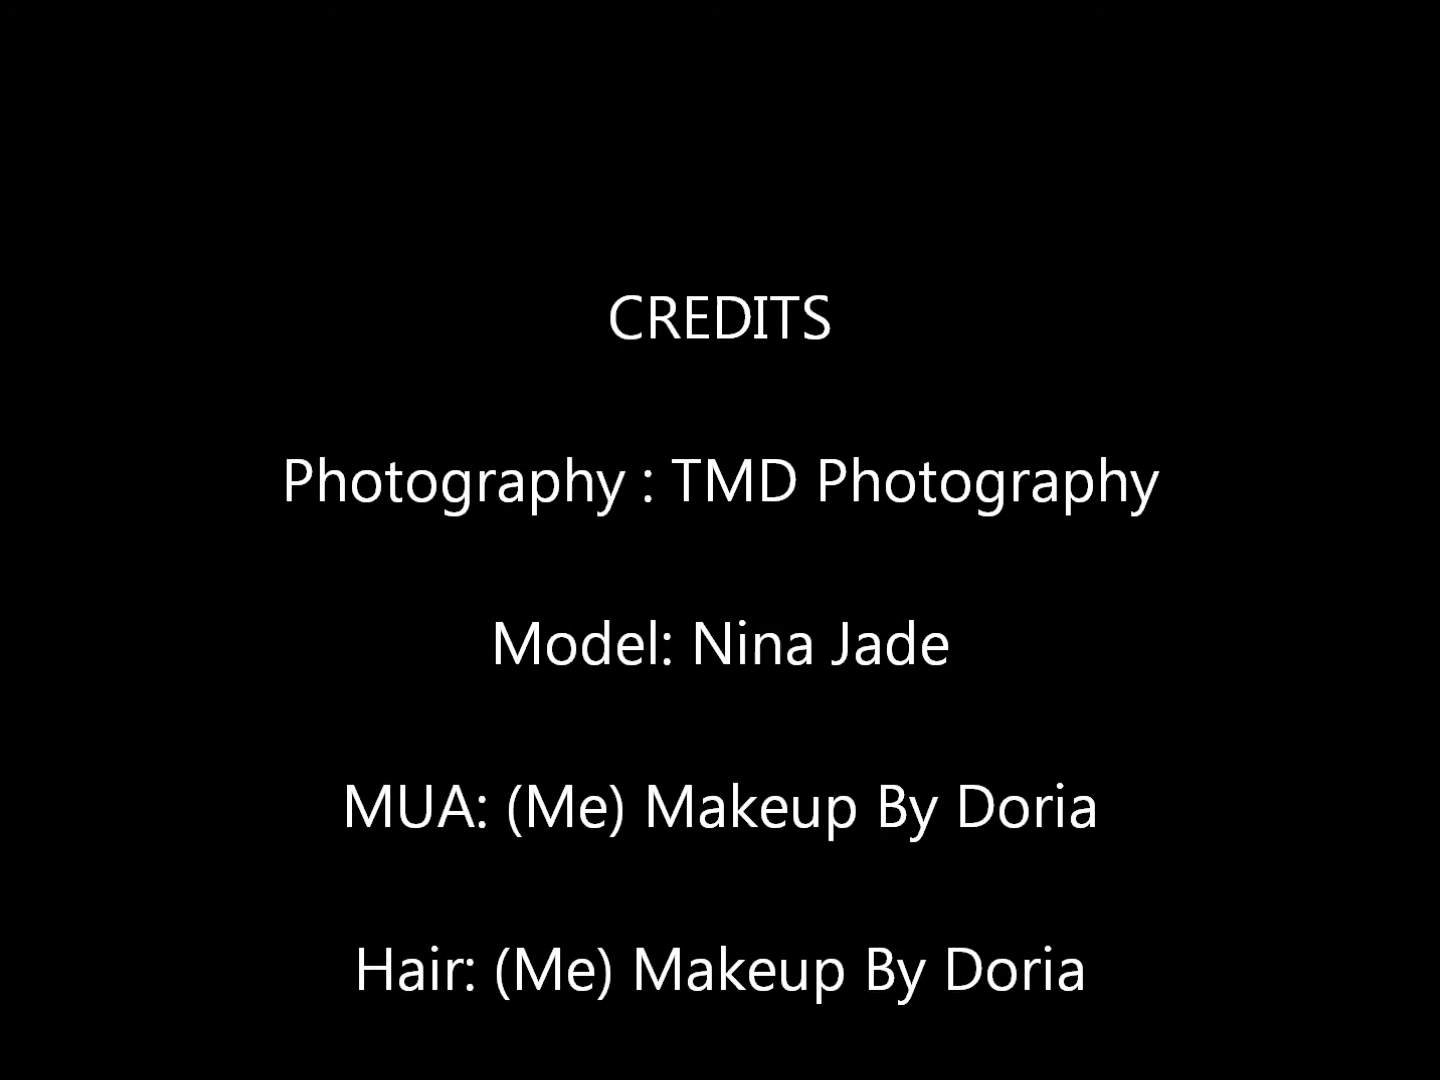 CREDITS
Photography : TMD Photography
Model: Nina Jade
MUA: (Me) Makeup By Doria
Hair: (Me) Makeup By Doria